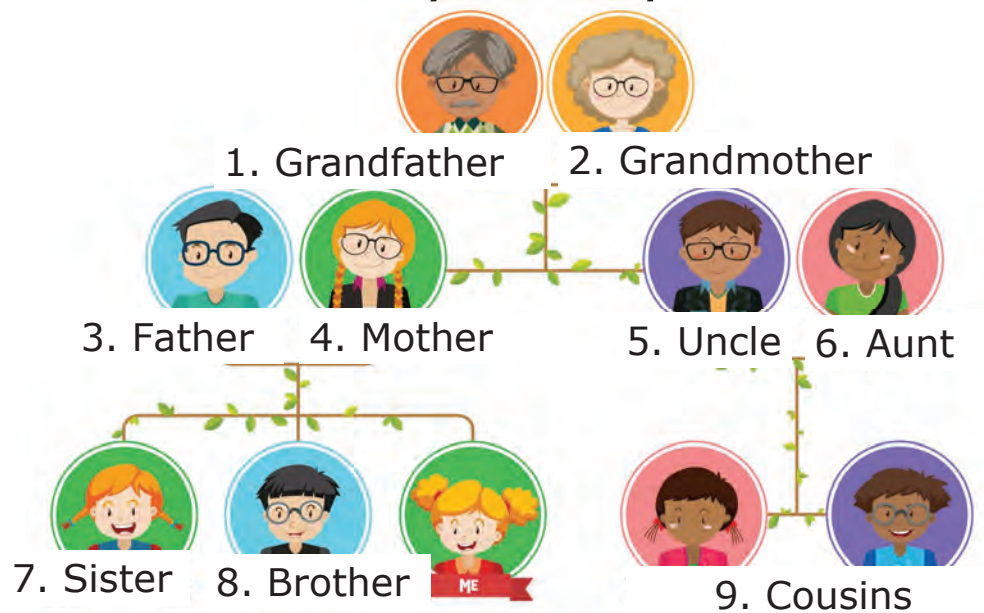 1. Grandfather
2. Grandmother
3. Father
4. Mother
5. Uncle
6. Aunt
7. Sister
8. Brother
ME
9. Cousins